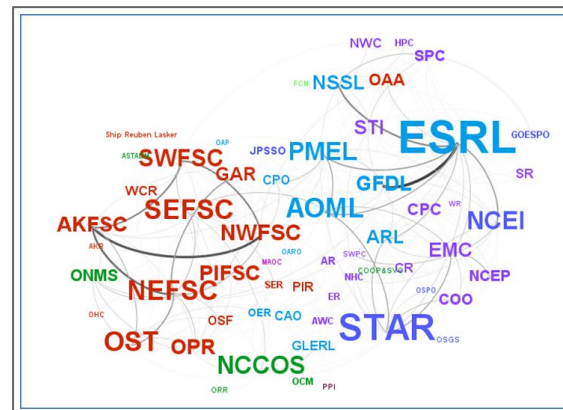 NWC
HPC
SPC
NSSL
OAA
FCM
STI
ESRL
GOESPO
Ship Reuben Lasker
OAP
JPSSO
PMEL
ASTAR
SWFSC
GAR
CPO
GFDL
SR
WCR
SEFSC
AOML
CPC
WR
NCEI
AKFSC
NWFSC
ARL
EMC
AKR
OARO
SWPC
MAOC
AR
COOP&SVC
CR
ONMS
PIFSC
NHC
NCEP
NEFSC
SER
PIR
ER
OSPO
COO
OHC
OSF
OER
CAO
AWC
STAR
OSGS
OST
OPR
GLERL
NCCOS
OCM
PPI
ORR